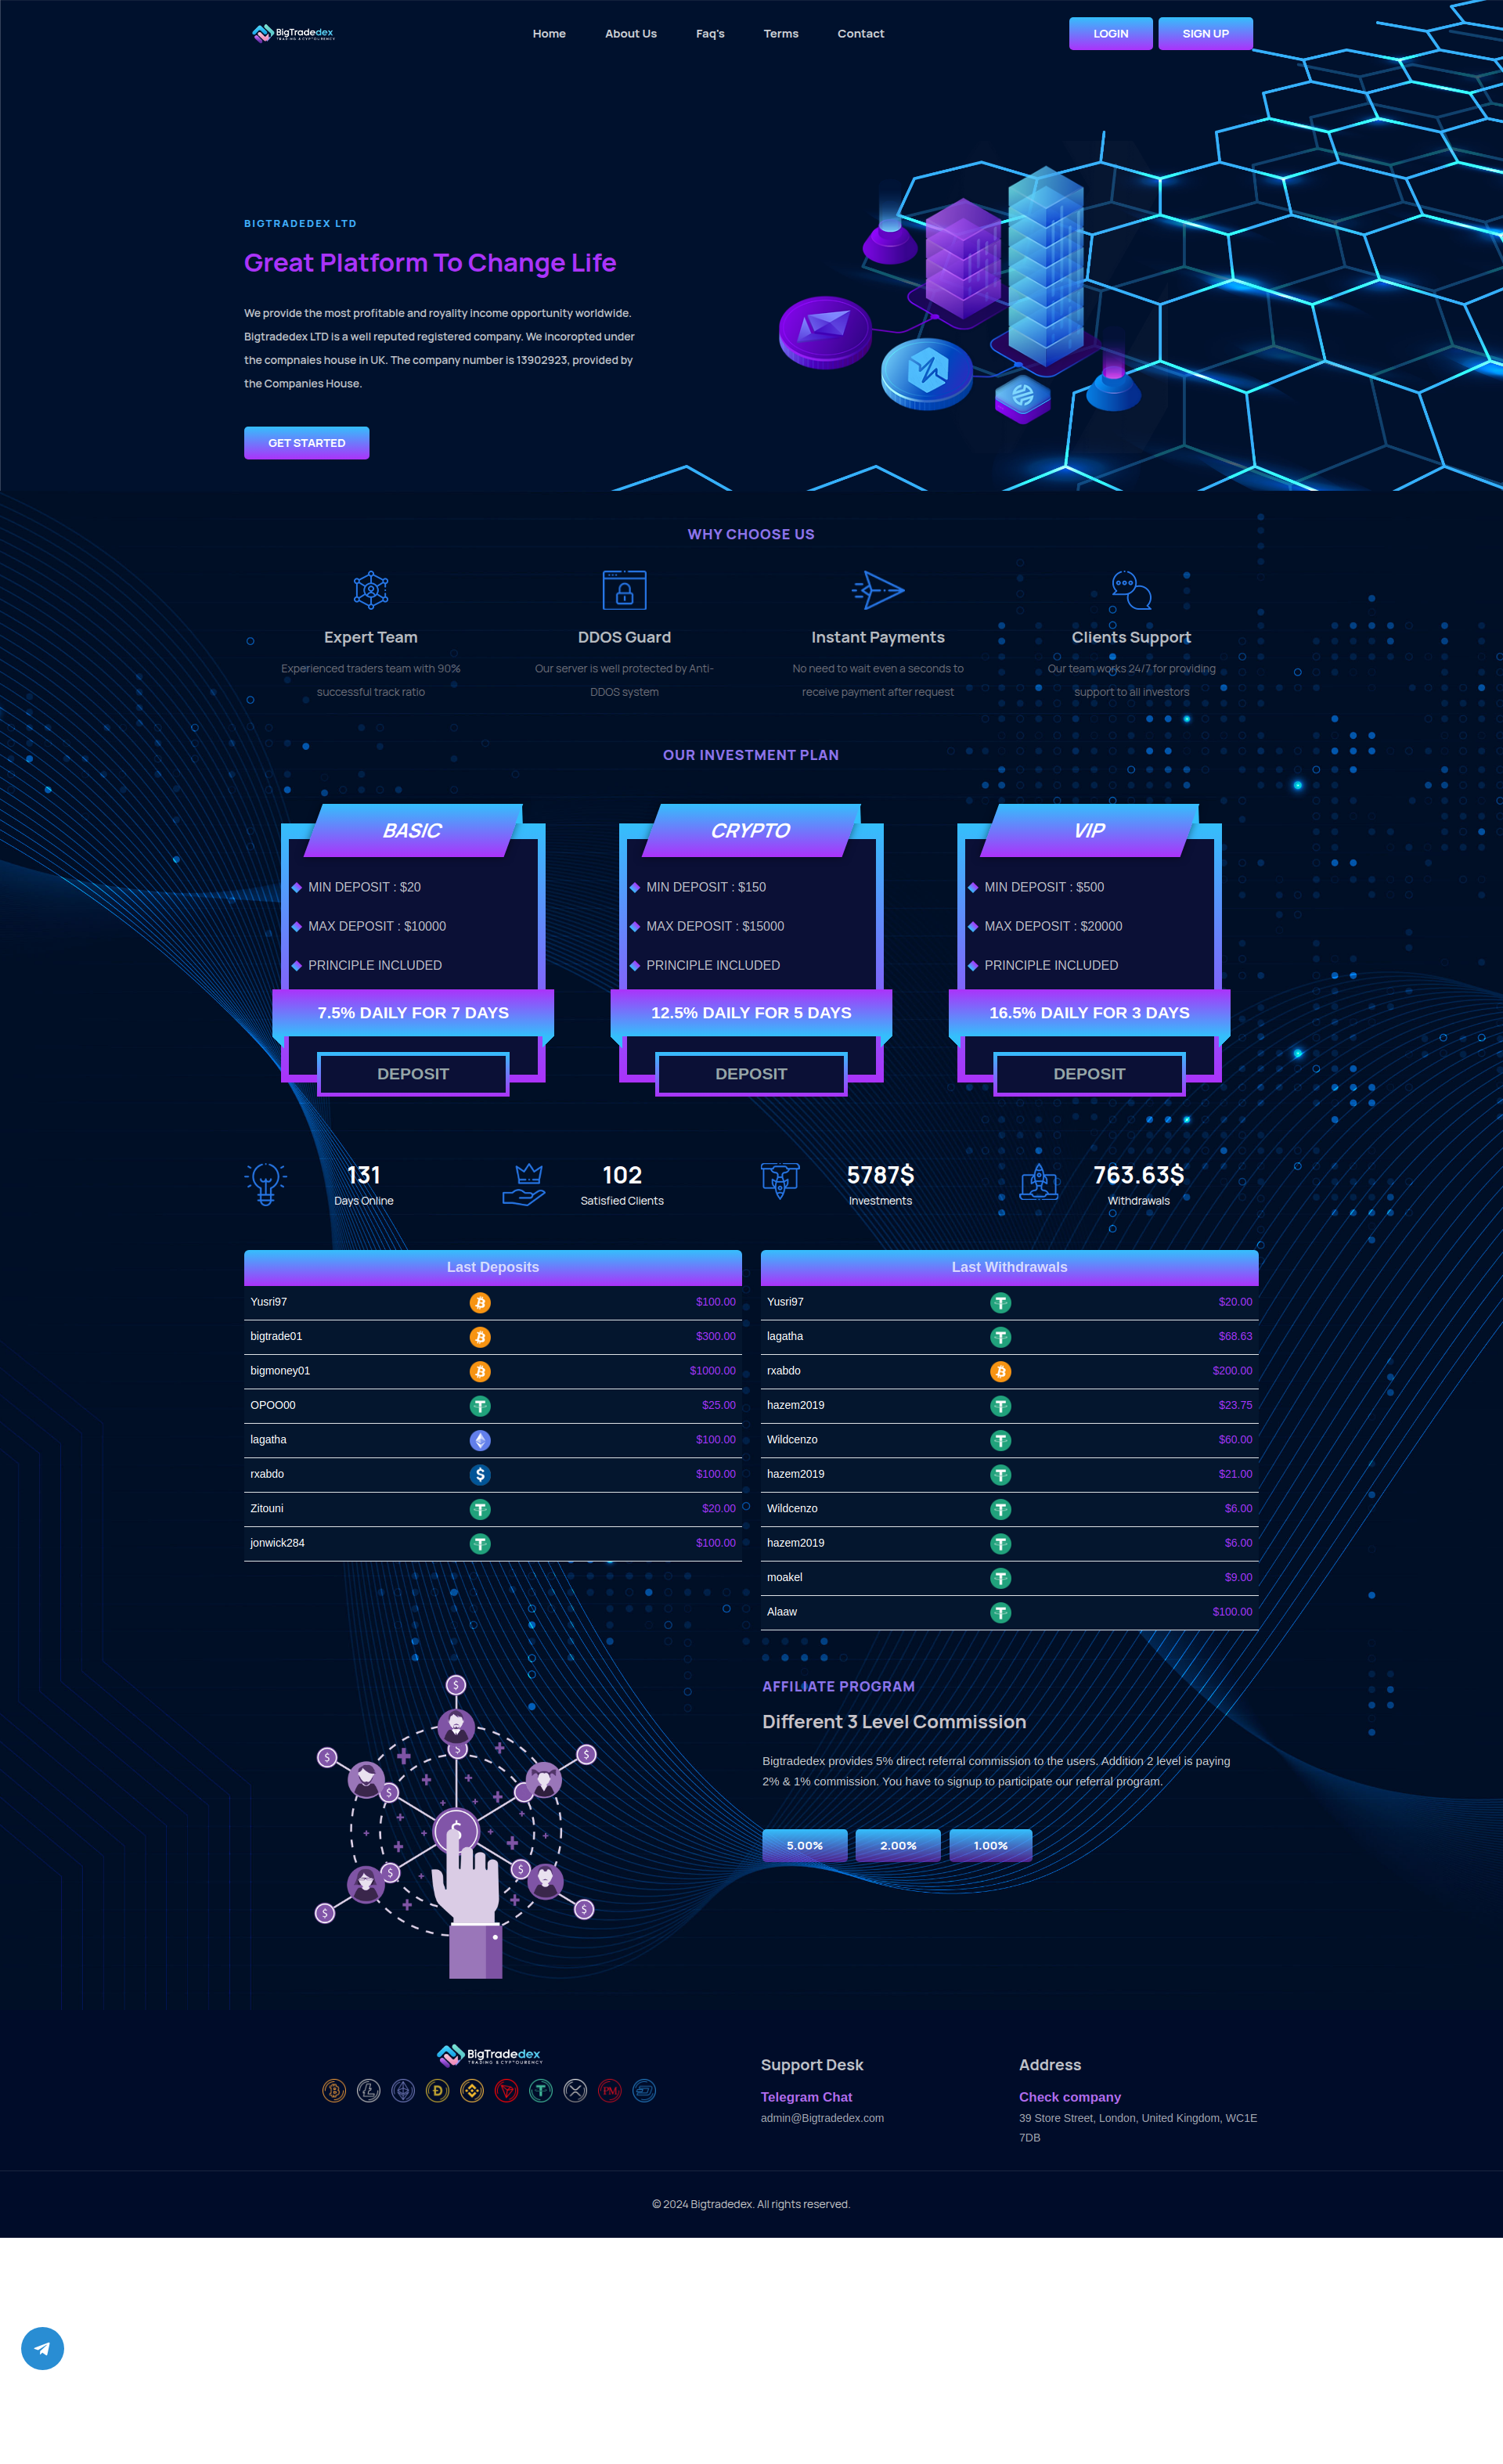 BigTradedex
TRADING & CYPTOURENCY
Home
About Us
Faq's
Terms
Contact
LOGIN
SIGN UP
BIGTRADEDEX LTD
Great Platform To Change Life
We provide the most profitable and royality income opportunity worldwide.
Bigtradedex LTD is a well reputed registered company. We incoropted under
the compnaies house in UK. The company number is 13902923, provided by
the Companies House.
GET STARTED
WHY CHOOSE US
Expert Team
Experienced traders team with 90%
successful track ratio
DDOS Guard
Our server is well protected by Anti-
DDOS system
Instant Payments
No need to wait even a seconds to
receive payment after request
Clients Support
Our team works 24/7 for providing
support to all investors
OUR INVESTMENT PLAN
BASIC
MIN DEPOSIT : $20
MAX DEPOSIT : $10000
PRINCIPLE INCLUDED
7.5% DAILY FOR 7 DAYS
DEPOSIT
CRYPTO
MIN DEPOSIT : $150
MAX DEPOSIT : $15000
PRINCIPLE INCLUDED
12.5% DAILY FOR 5 DAYS
DEPOSIT
VIP
MIN DEPOSIT : $500
MAX DEPOSIT : $20000
PRINCIPLE INCLUDED
16.5% DAILY FOR 3 DAYS
DEPOSIT
131
Days Online
102
Satisfied Clients
5787$
Investments
763.63$
Withdrawals
Last Deposits
Yusri97 $100.00
bigtrade01 $300.00
bigmoney01 $1000.00
OPOO00 $25.00
lagatha $100.00
rxabdo $100.00
Zitouni $20.00
jonwick284 $100.00
Last Withdrawals
Yusri97 $20.00
lagatha $68.63
rxabdo $200.00
hazem2019 $23.75
Wildcenzo $60.00
hazem2019 $21.00
Wildcenzo $6.00
hazem2019 $6.00
moakel $9.00
Alaaw $100.00
AFFILIATE PROGRAM
Different 3 Level Commission
Bigtradedex provides 5% direct referral commission to the users. Addition 2 level is paying
2% & 1% commission. You have to signup to participate our referral program.
5.00%
2.00%
1.00%
BigTradedex
TRADING & CYPTOURENCY
PM
Support Desk
Telegram Chat
admin@Bigtradedex.com
Address
Check company
39 Store Street, London, United Kingdom, WC1E
7DB
© 2024 Bigtradedex. All rights reserved.